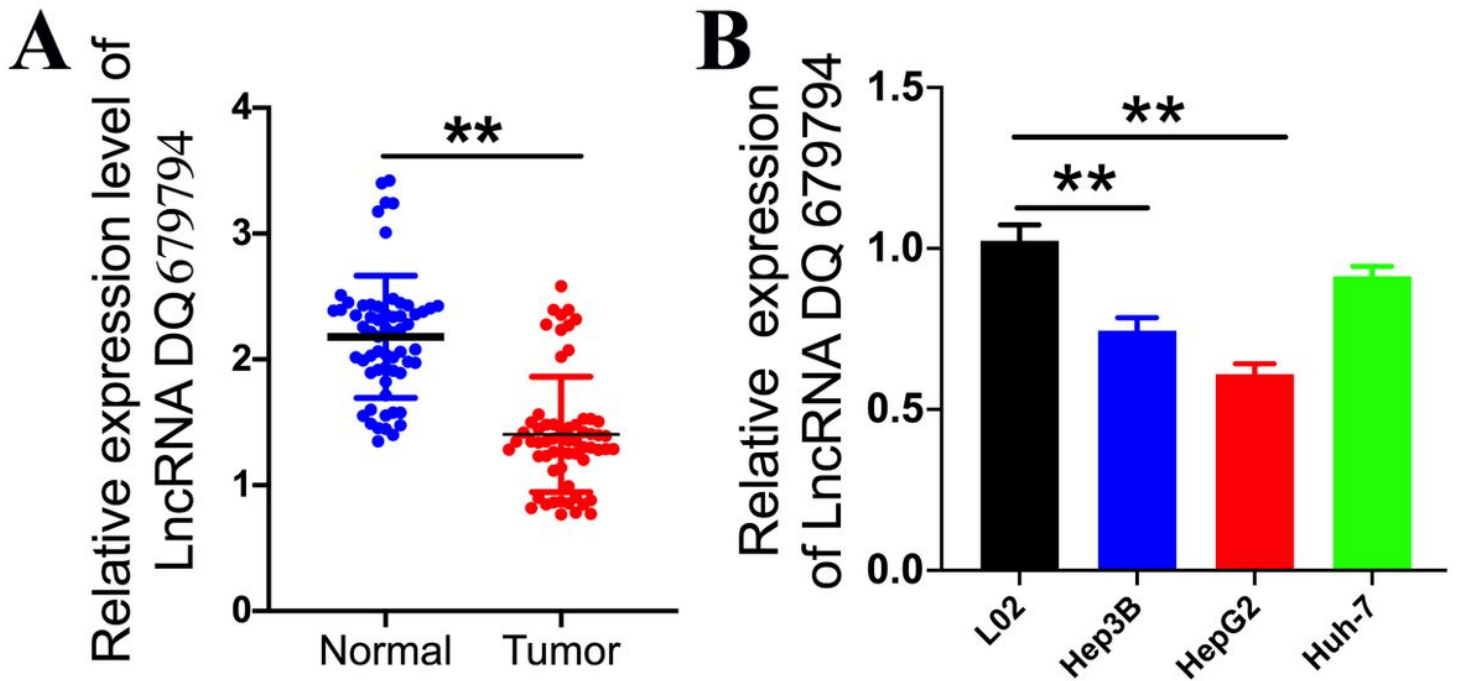 A
Relative expression level of
LncRNA DQ679794
4
3
2
1
0
**
Normal
Tumor
B
Relative expression
of LncRNA DQ 679794
1.5
1.0
0.5
0.0
**
**
L02
Hep3B
HepG2
Huh-7